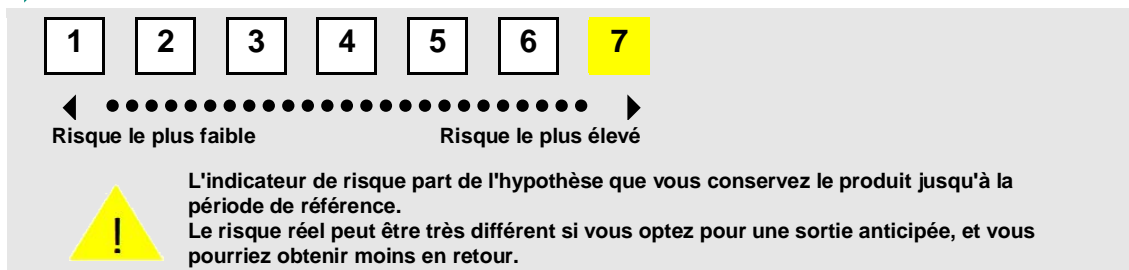 1 2 3 4 5 6 7
Risque le plus faible Risque le plus élevé
L'indicateur de risque part de l'hypothèse que vous conservez le produit jusqu'à la
période de référence.
Le risque réel peut être très différent si vous optez pour une sortie anticipée, et vous
pourriez obtenir moins en retour.
!